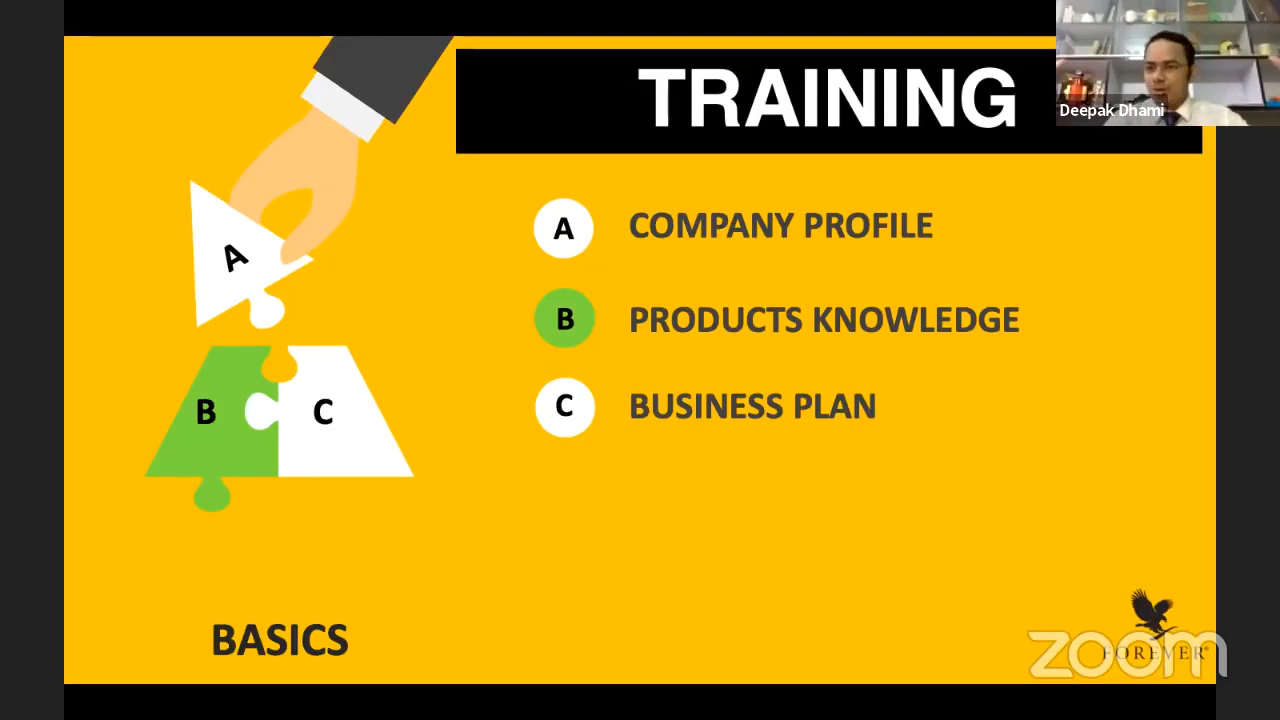 TRAINING
Deepak Dhami
A
A COMPANY PROFILE
B PRODUCTS KNOWLEDGE
B C
C BUSINESS PLAN
BASICS
FOREVER®
zoom